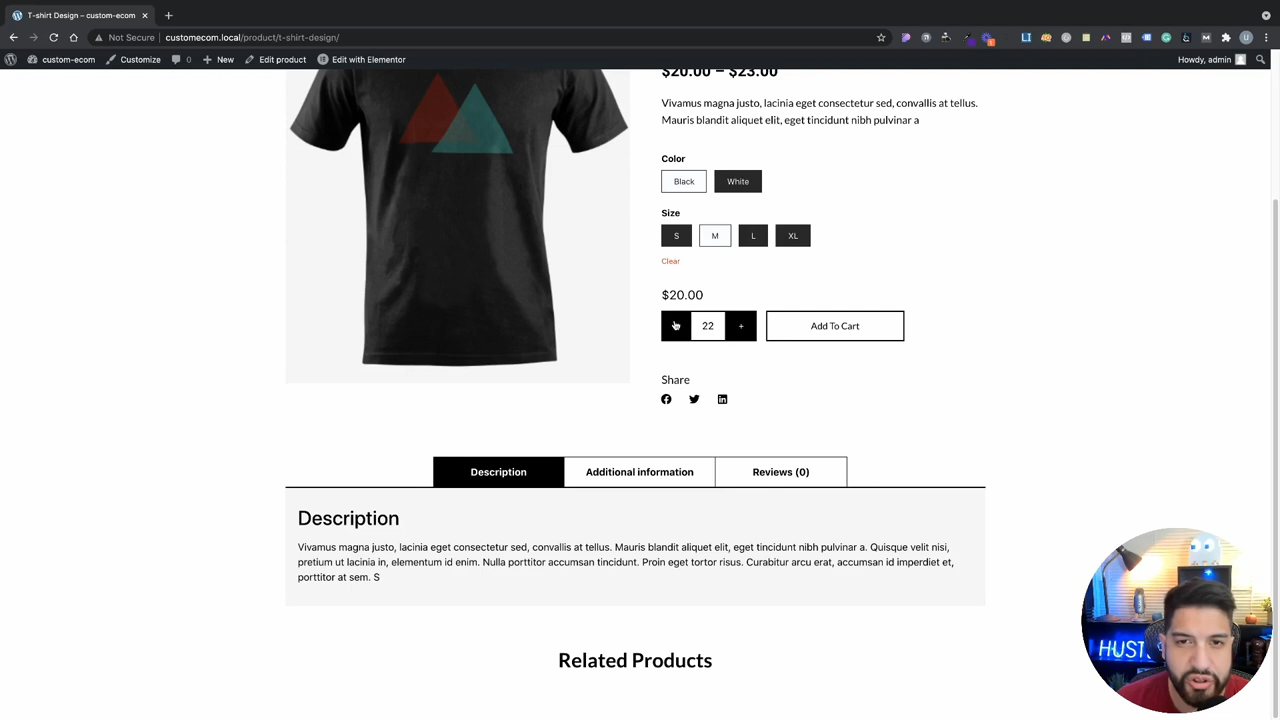 T-shirt Design – custom-ecom
Not Secure
customecom.local/product/t-shirt-design/
custom-ecom
Customize
0
New
Edit product
Edit with Elementor
Howdy, admin
$20.00 – $23.00
Vivamus magna justo, lacinia eget consectetur sed, convallis at tellus.
Mauris blandit aliquet elit, eget tincidunt nibh pulvinar a
Color
Black
White
Size
S
M
L
XL
Clear
$20.00
22
+
Add To Cart
Share
Description
Additional information
Reviews (0)
Description
Vivamus magna justo, lacinia eget consectetur sed, convallis at tellus. Mauris blandit aliquet elit, eget tincidunt nibh pulvinar a. Quisque velit nisi,
pretium ut lacinia in, elementum id enim. Nulla porttitor accumsan tincidunt. Proin eget tortor risus. Curabitur arcu erat, accumsan id imperdiet et,
porttitor at sem. S
HUST
Related Products